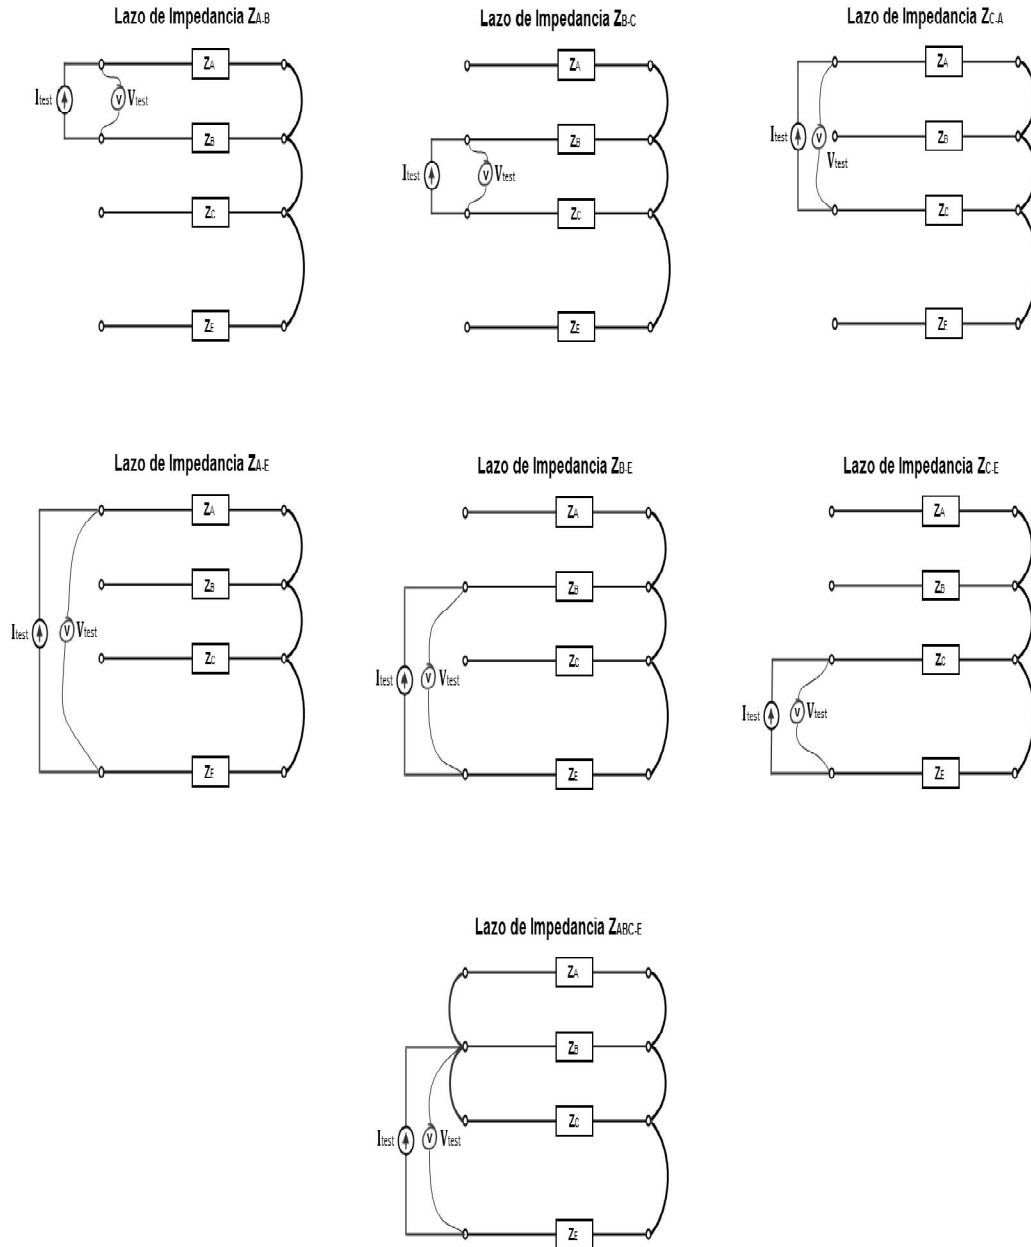 Lazo de Impedancia ZA-B
ZA
Itest
V
Vtest
ZB
ZC
ZE
Lazo de Impedancia ZB-C
ZA
ZB
Itest
V
Vtest
ZC
ZE
Lazo de Impedancia ZC-A
ZA
Itest
V
ZB
Vtest
ZC
ZE
Lazo de Impedancia ZA-E
ZA
ZB
Itest
V
Vtest
ZC
ZE
Lazo de Impedancia ZB-E
ZA
ZB
ZC
Itest
V
Vtest
ZE
Lazo de Impedancia ZC-E
ZA
ZB
ZC
Itest
V
Vtest
ZE
Lazo de Impedancia ZABC-E
ZA
ZB
ZC
Itest
V
Vtest
ZE